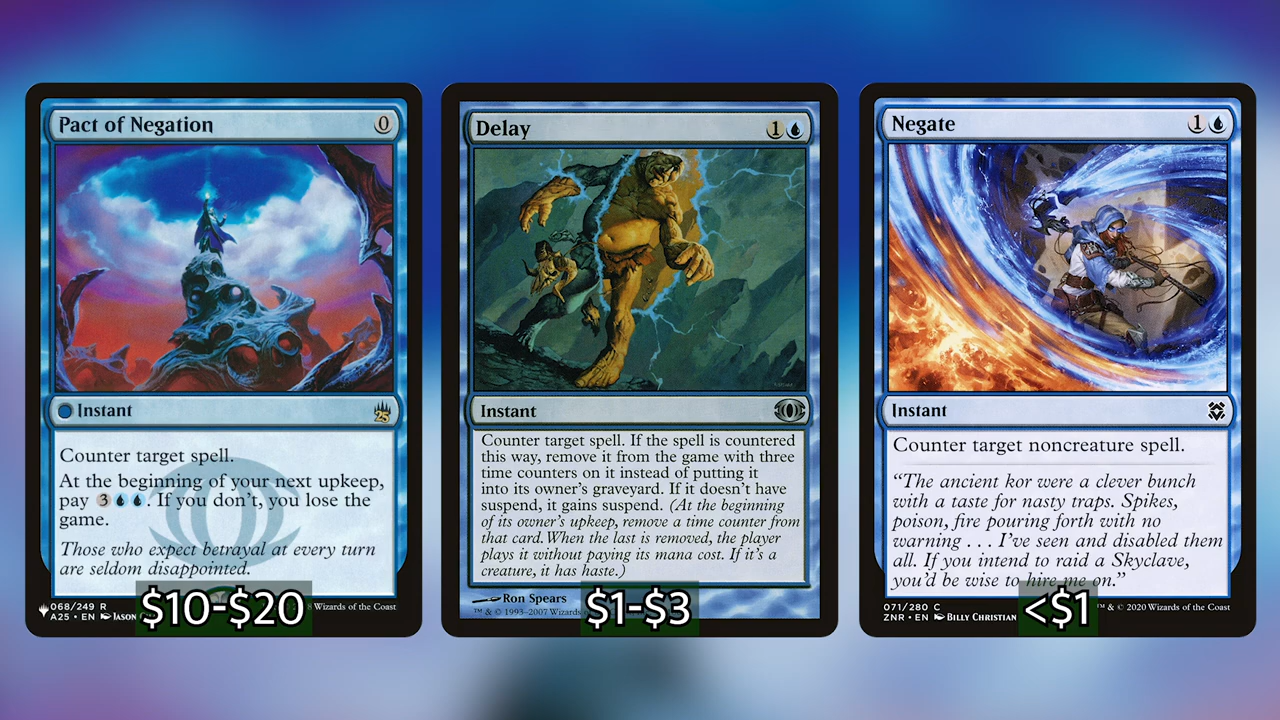 Pact of Negation 0
Instant
Counter target spell.
At the beginning of your next upkeep,
pay 3. If you don't, you lose the
game.
Those who expect betrayal at every turn
are seldom disappointed.
068/249 R
A25 • EN JASON
Wizards of the Coast
$10-$20
Delay 1
Instant
Counter target spell. If the spell is countered
this way, remove it from the game with three
time counters on it instead of putting it
into its owner's graveyard. If it doesn't have
suspend, it gains suspend. (At the beginning
of its owner's upkeep, remove a time counter from
that card. When the last is removed, the player
plays it without paying its mana cost. If it's a
creature, it has haste.)
Ron Spears
™ & © 1993–2007 Wizards
$1-$3
Negate 1
Instant
Counter target noncreature spell.
“The ancient kor were a clever bunch
with a taste for nasty traps. Spikes,
poison, fire pouring forth with no
warning . . . I've seen and disabled them
all. If you intend to raid a Skyclave,
you'd be wise to hire me on.”
071/280 C
ZNR • EN BILLY CHRISTIAN
™ & © 2020 Wizards of the Coast
<$1